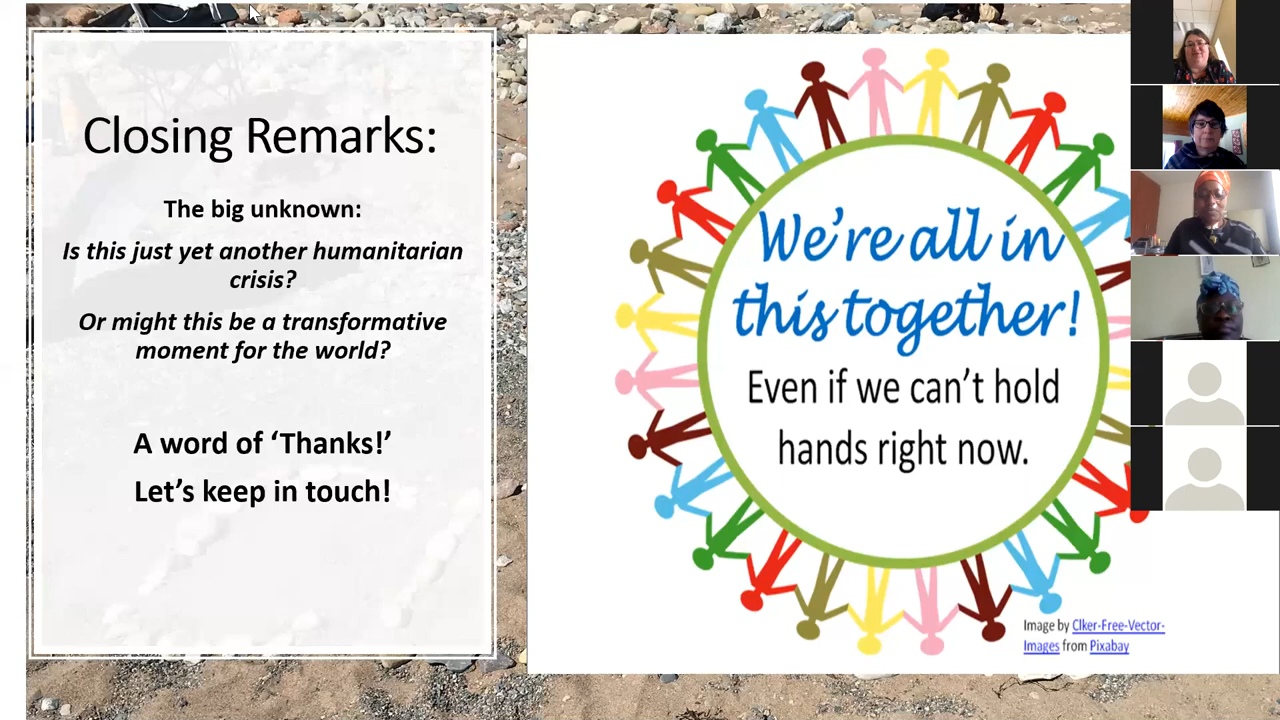 Closing Remarks:
The big unknown:
Is this just yet another humanitarian
crisis?
Or might this be a transformative
moment for the world?
A word of ‘Thanks!’
Let’s keep in touch!
We’re all in
this together!
Even if we can’t hold
hands right now.
Image by Clker-Free-Vector-
Images from Pixabay